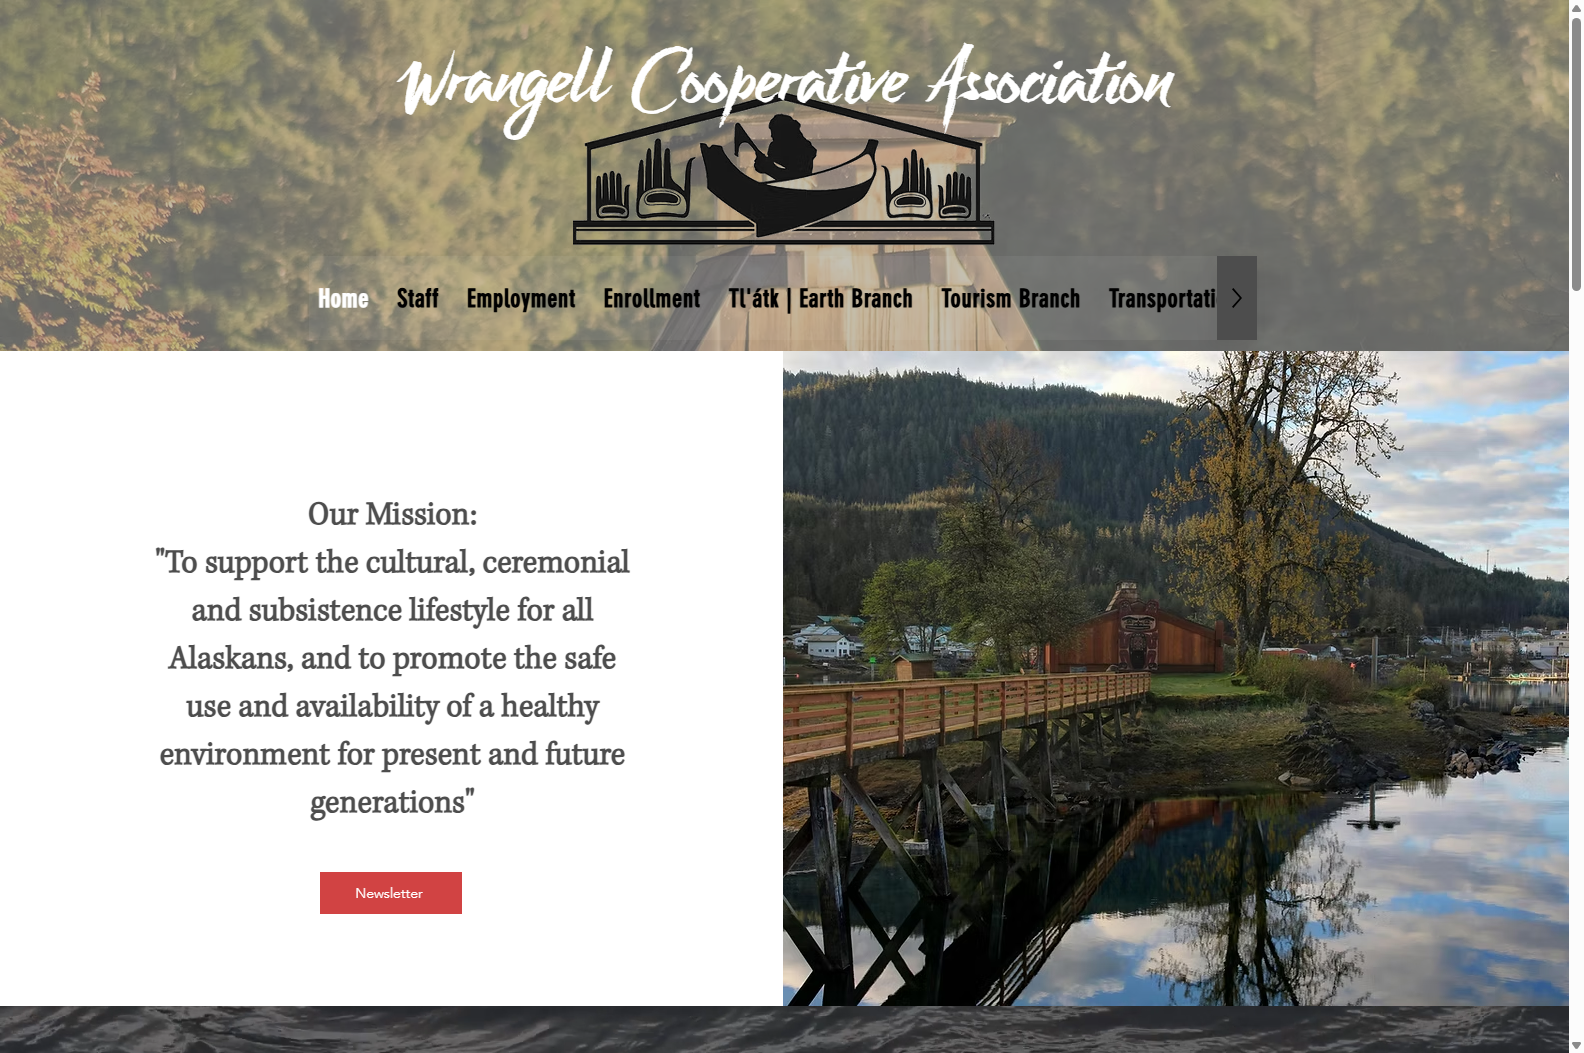 Wrangell Cooperative Association
Home Staff Employment Enrollment Tl'átk | Earth Branch Tourism Branch Transportati
Our Mission:
"To support the cultural, ceremonial
and subsistence lifestyle for all
Alaskans, and to promote the safe
use and availability of a healthy
environment for present and future
generations"
Newsletter